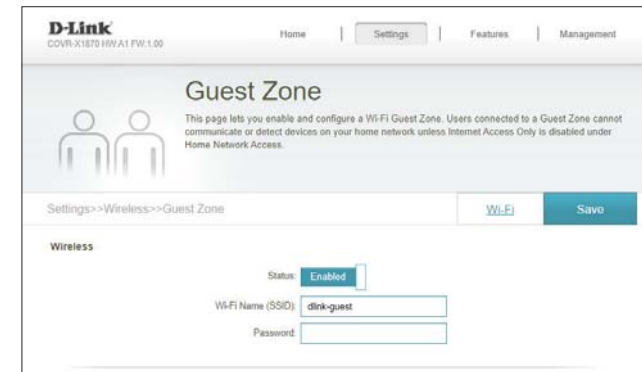 D-Link
COVR-X1870 HW:A1 FW:1.00
Home | Settings | Features | Management
Guest Zone
This page lets you enable and configure a Wi-Fi Guest Zone. Users connected to a Guest Zone cannot
communicate or detect devices on your home network unless Internet Access Only is disabled under
Home Network Access.
Settings>>Wireless>>Guest Zone
Wi-Fi
Save
Wireless
Status: Enabled
Wi-Fi Name (SSID): dlink-guest
Password: